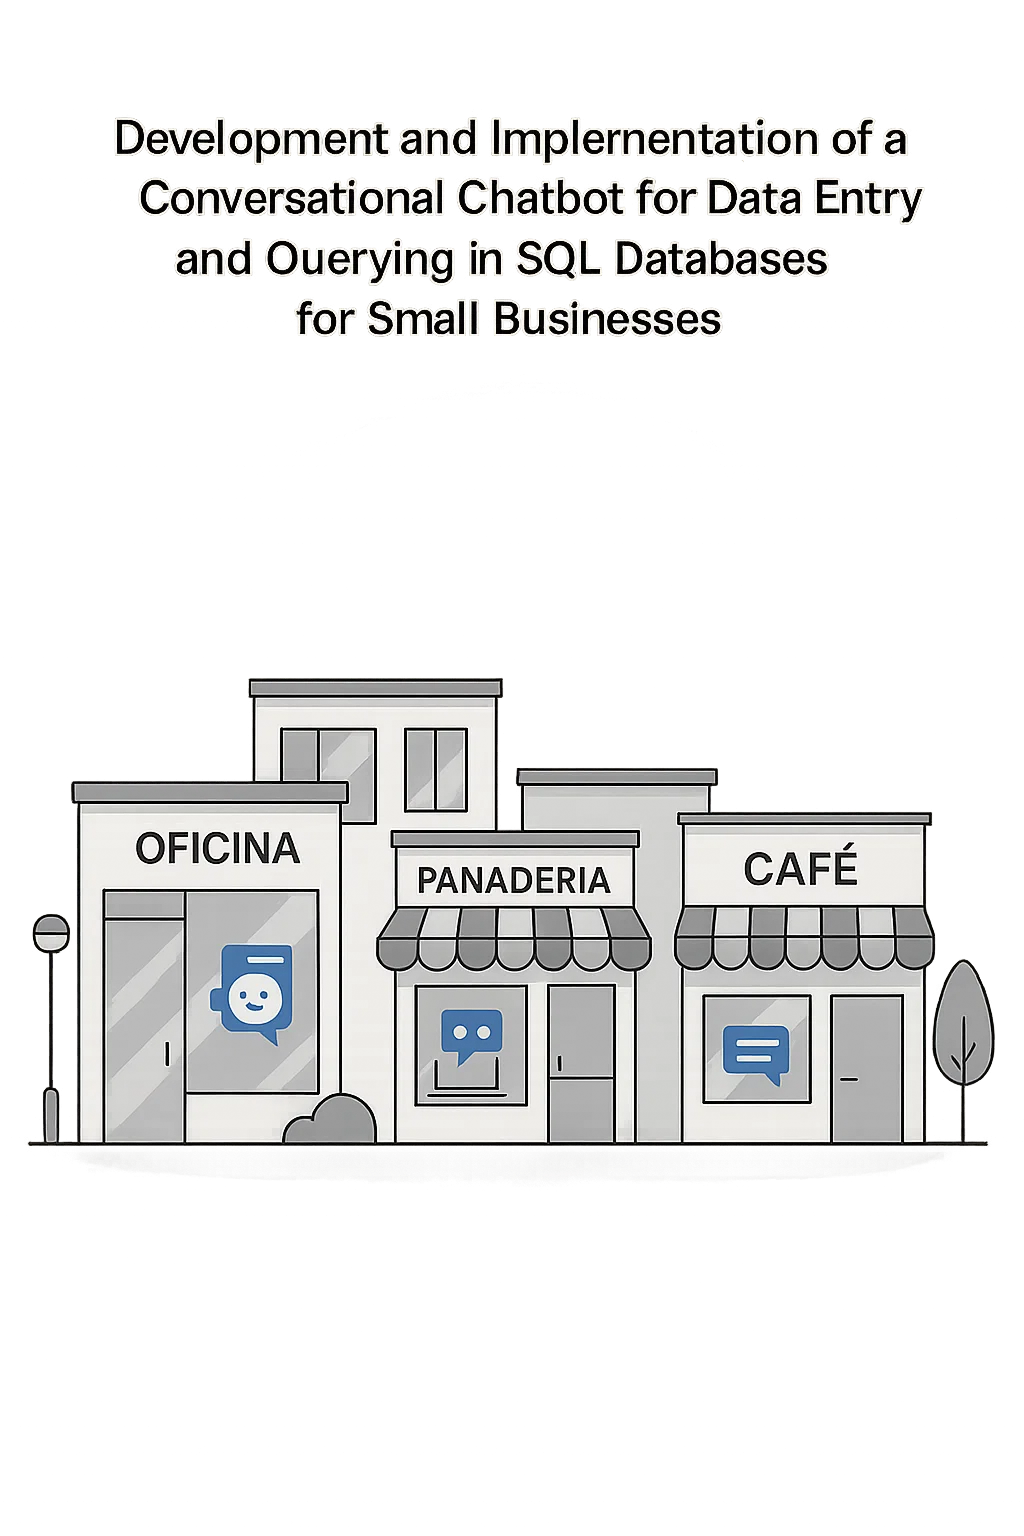 Development and Implernentation of a
Conversational Chatbot for Data Entry
and Ouerying in SQL Databases
for Small Businesses
OFICINA
PANADERIA
CAFÉ